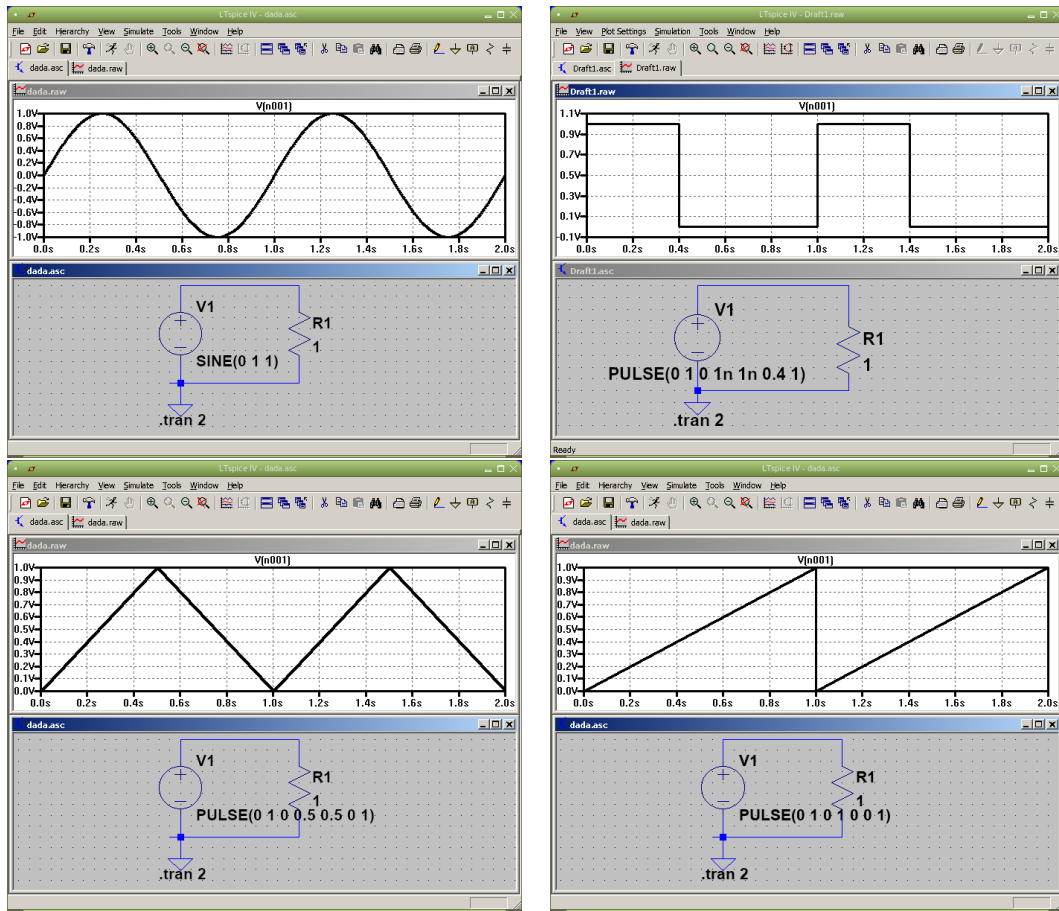 LTspice IV - dada.asc
File Edit Hierarchy View Simulate Tools Window Help
dada.asc dada.raw
dada.raw
V(n001)
1.0V
0.8V
0.6V
0.4V
0.2V
0.0V
-0.2V
-0.4V
-0.6V
-0.8V
-1.0V
0.0s 0.2s 0.4s 0.6s 0.8s 1.0s 1.2s 1.4s 1.6s 1.8s 2.0s
dada.asc
V1
R1
1
SINE(0 1 1)
.tran 2
LTspice IV - Draft1.raw
File View Plot Settings Simulation Tools Window Help
Draft1.asc Draft1.raw
Draft1.raw
V(n001)
1.1V
0.9V
0.7V
0.5V
0.3V
0.1V
-0.1V
0.0s 0.2s 0.4s 0.6s 0.8s 1.0s 1.2s 1.4s 1.6s 1.8s 2.0s
Draft1.asc
V1
R1
1
PULSE(0 1 0 1n 1n 0.4 1)
.tran 2
Ready
LTspice IV - dada.asc
File Edit Hierarchy View Simulate Tools Window Help
dada.asc dada.raw
dada.raw
V(n001)
1.0V
0.9V
0.8V
0.7V
0.6V
0.5V
0.4V
0.3V
0.2V
0.1V
0.0V
0.0s 0.2s 0.4s 0.6s 0.8s 1.0s 1.2s 1.4s 1.6s 1.8s 2.0s
dada.asc
V1
R1
1
PULSE(0 1 0 0.5 0.5 0 1)
.tran 2
LTspice IV - dada.asc
File Edit Hierarchy View Simulate Tools Window Help
dada.asc dada.raw
dada.raw
V(n001)
1.0V
0.9V
0.8V
0.7V
0.6V
0.5V
0.4V
0.3V
0.2V
0.1V
0.0V
0.0s 0.2s 0.4s 0.6s 0.8s 1.0s 1.2s 1.4s 1.6s 1.8s 2.0s
dada.asc
V1
R1
1
PULSE(0 1 0 1 0 0 1)
.tran 2